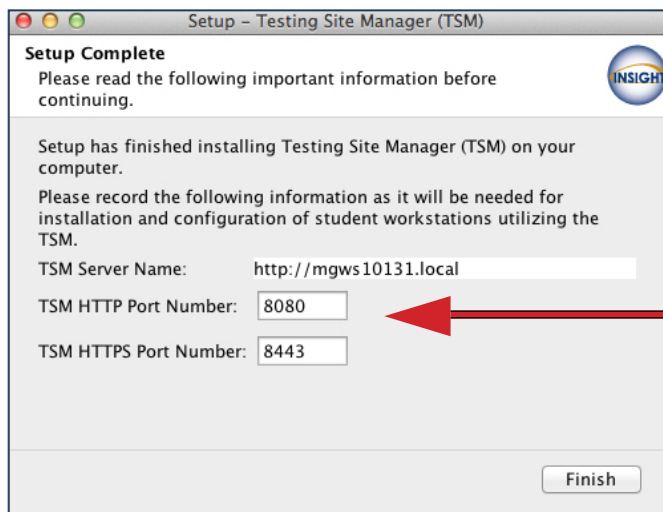 Setup – Testing Site Manager (TSM)
Setup Complete
Please read the following important information before
continuing.
INSIGHT
Setup has finished installing Testing Site Manager (TSM) on your
computer.
Please record the following information as it will be needed for
installation and configuration of student workstations utilizing the
TSM.
TSM Server Name: http://mgws10131.local
TSM HTTP Port Number: 8080
TSM HTTPS Port Number: 8443
Finish